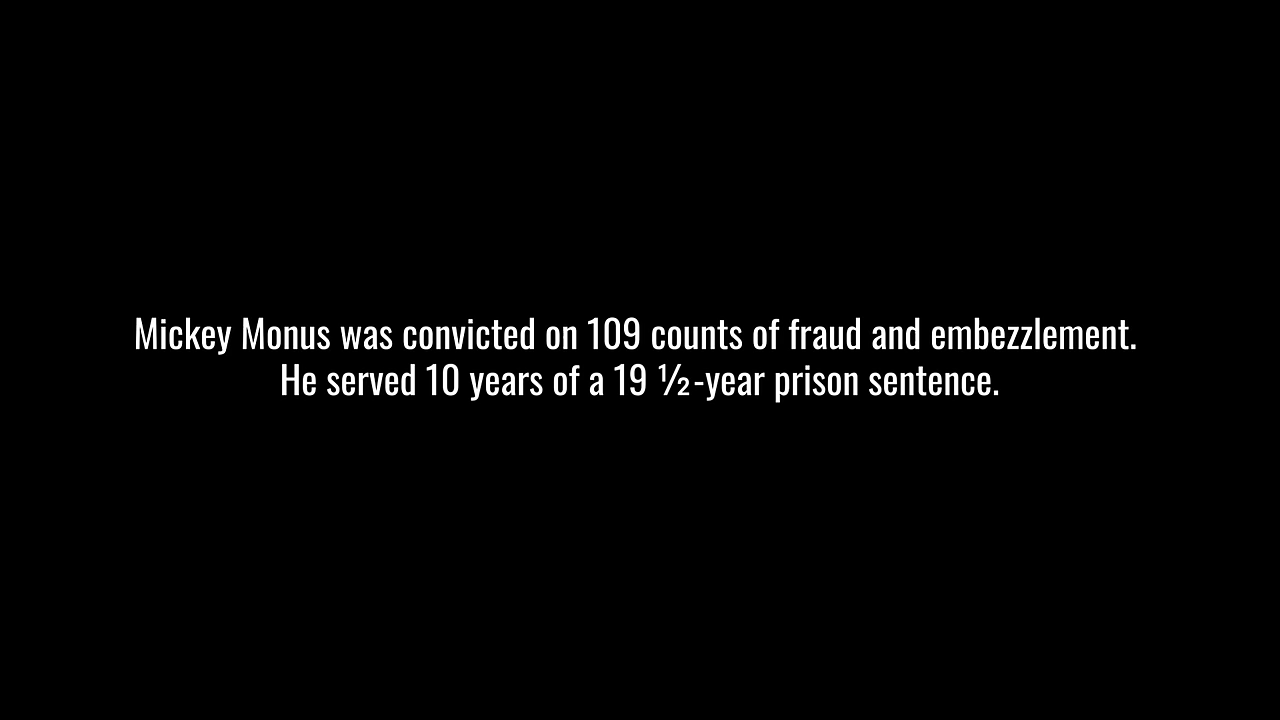 Mickey Monus was convicted on 109 counts of fraud and embezzlement.
He served 10 years of a 19 ½-year prison sentence.